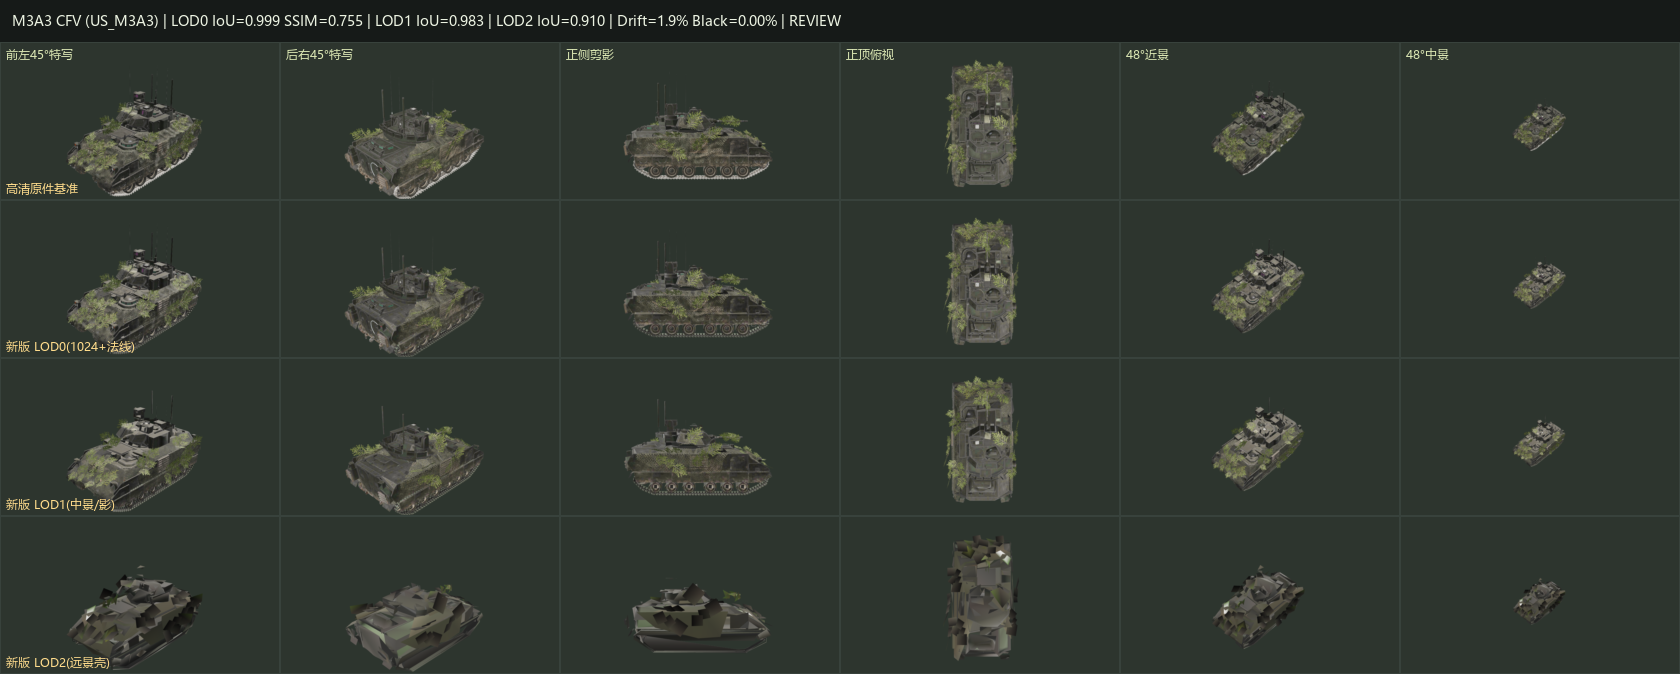 M3A3 CFV (US_M3A3) | LOD0 IoU=0.999 SSIM=0.755 | LOD1 IoU=0.983 | LOD2 IoU=0.910 | Drift=1.9% Black=0.00% | REVIEW
前左45°特写
后右45°特写
正侧剪影
正顶俯视
48°近景
48°中景
高清原件基准
新版 LOD0(1024+法线)
新版 LOD1(中景/影)
新版 LOD2(远景壳)